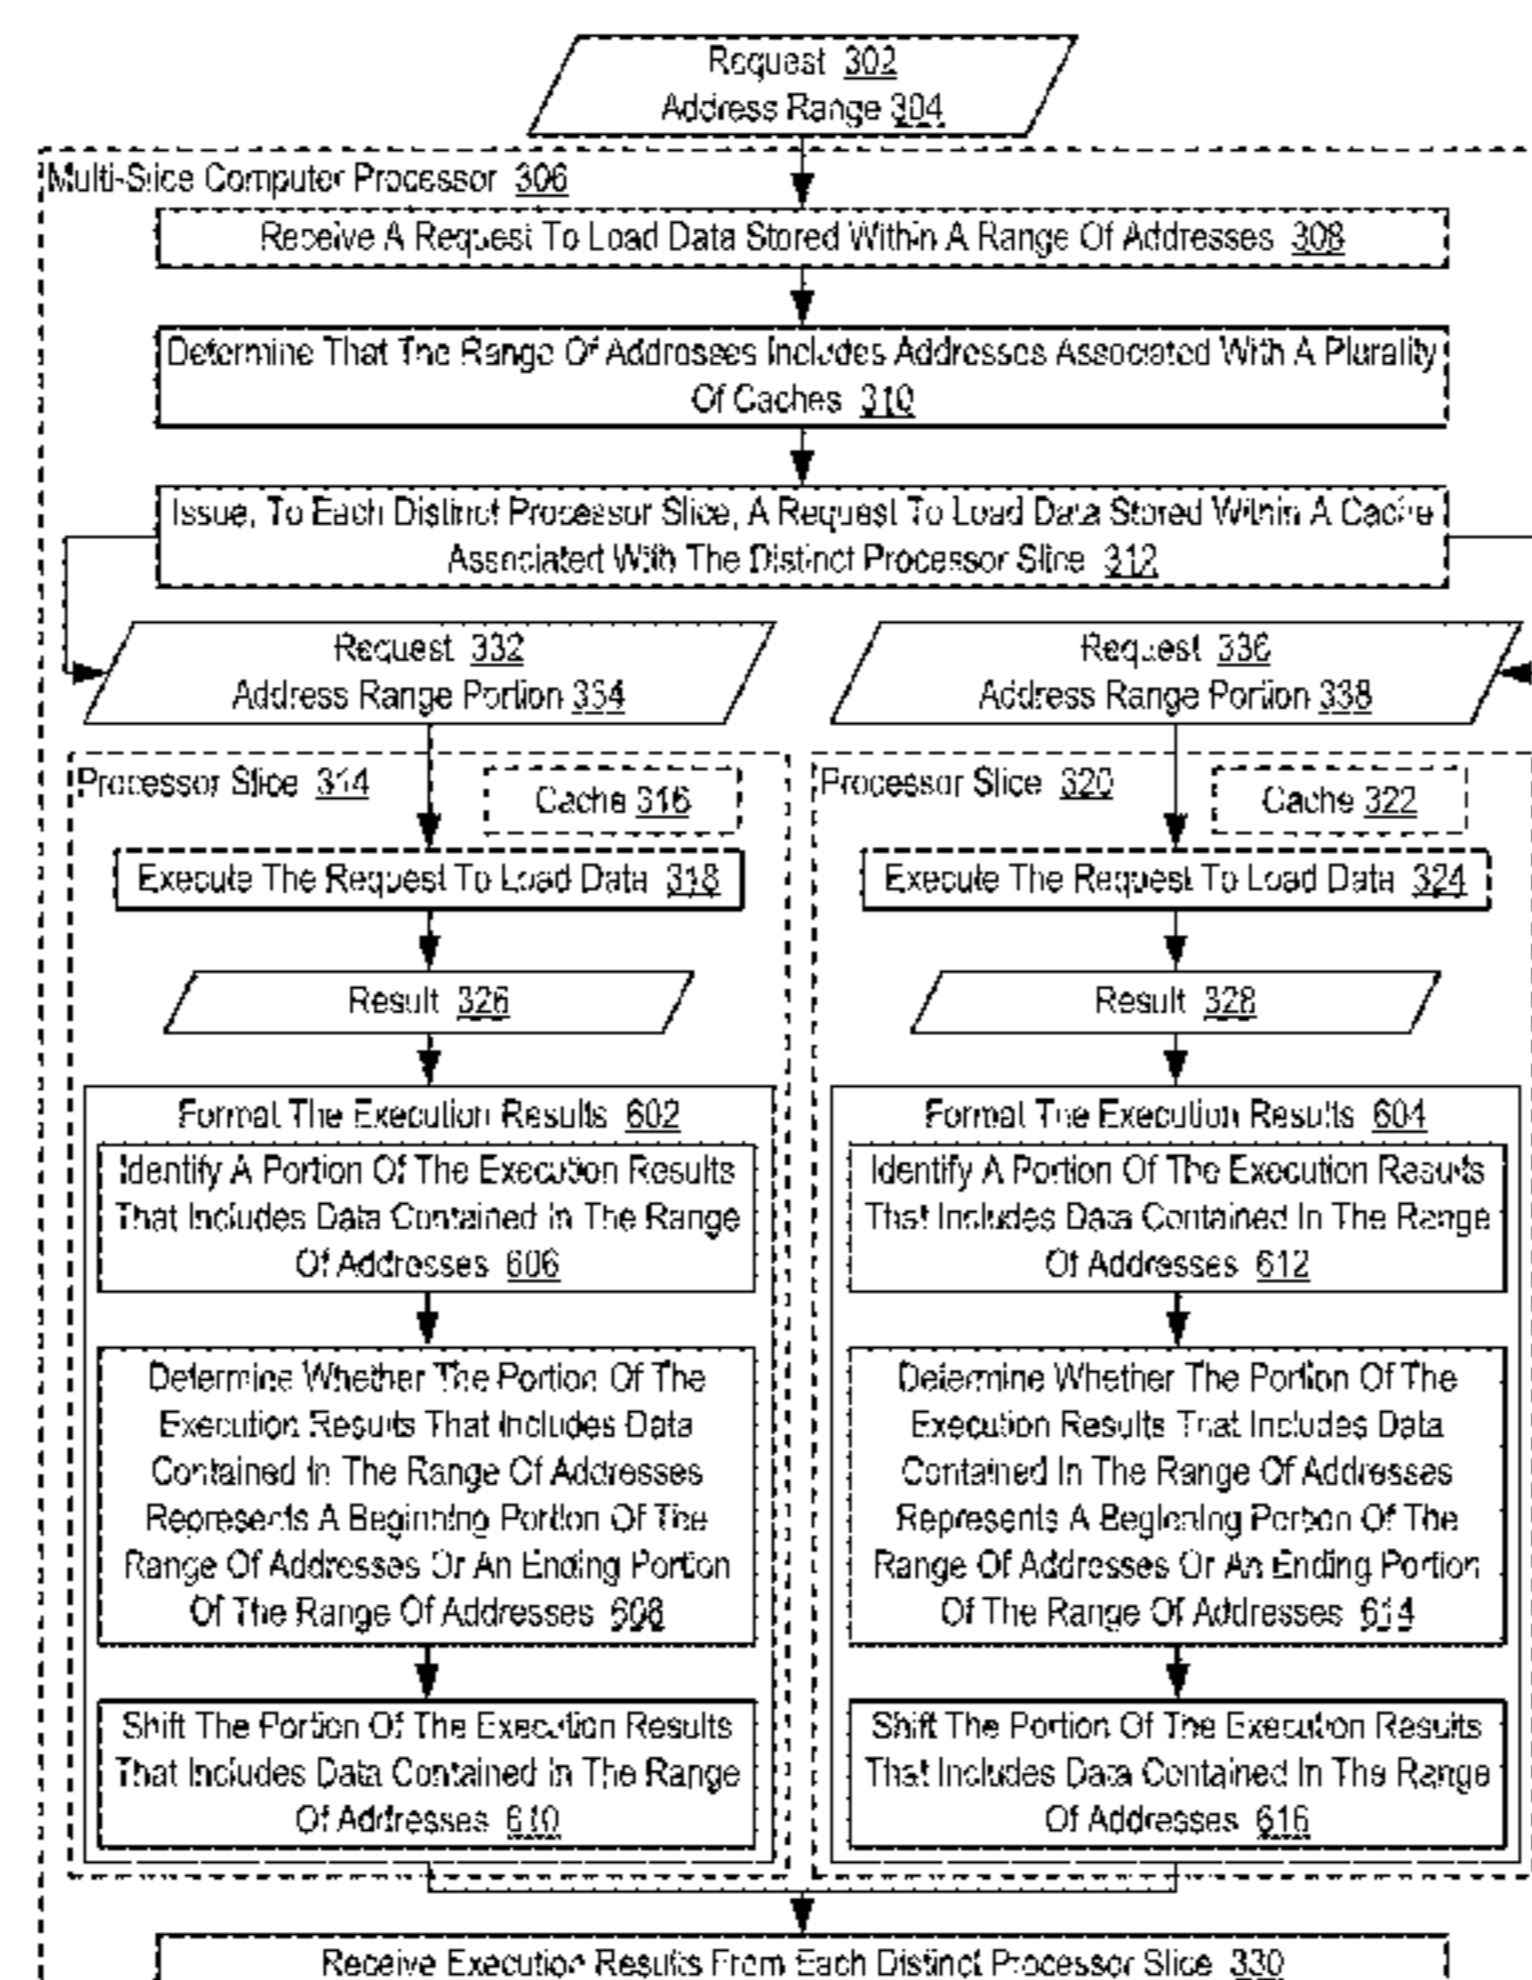 Request 302
Address Range 304
Multi-Slice Computer Processor 306
Receive A Request To Load Data Stored Within A Range Of Addresses 308
Determine That The Range Of Addresses Includes Addresses Associated With A Plurality
Of Caches 310
Issue, To Each Distinct Processor Slice, A Request To Load Data Stored Within A Cache
Associated With The Distinct Processor Slice 312
Request 332
Address Range Portion 334
Request 336
Address Range Portion 338
Processor Slice 314
Cache 316
Execute The Request To Load Data 318
Result 326
Format The Execution Results 602
Identify A Portion Of The Execution Results
That Includes Data Contained In The Range
Of Addresses 606
Determine Whether The Portion Of The
Execution Results That Includes Data
Contained In The Range Of Addresses
Represents A Beginning Portion Of The
Range Of Addresses Or An Ending Portion
Of The Range Of Addresses 608
Shift The Portion Of The Execution Results
That Includes Data Contained In The Range
Of Addresses 610
Processor Slice 320
Cache 322
Execute The Request To Load Data 324
Result 328
Format The Execution Results 604
Identify A Portion Of The Execution Results
That Includes Data Contained In The Range
Of Addresses 612
Determine Whether The Portion Of The
Execution Results That Includes Data
Contained In The Range Of Addresses
Represents A Beginning Portion Of The
Range Of Addresses Or An Ending Portion
Of The Range Of Addresses 614
Shift The Portion Of The Execution Results
That Includes Data Contained In The Range
Of Addresses 616
Receive Execution Results From Each Distinct Processor Slice 330